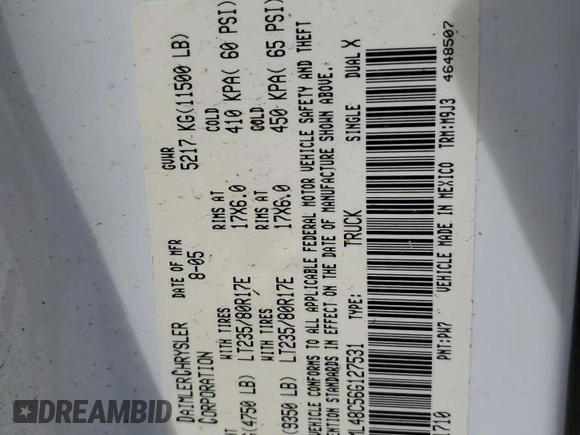 DAIMLERCHRYSLER
CORPORATION
DATE OF MFR
8-05
GVWR
5217 KG(11500 LB)
WITH TIRES
RIMS AT
COLD
(4750 LB) LT235/80R17E
17X6.0
410 KPA( 60 PSI)
WITH TIRES
RIMS AT
COLD
(9350 LB) LT235/80R17E
17X6.0
450 KPA( 65 PSI)
VEHICLE CONFORMS TO ALL APPLICABLE FEDERAL MOTOR VEHICLE SAFETY AND THEFT
STANDARDS IN EFFECT ON THE DATE OF MANUFACTURE SHOWN ABOVE.
L48C56G127531
TYPE:
TRUCK
SINGLE
DUAL X
1710
PNT:PW7
VEHICLE MADE IN MEXICO
TRM:M9J3
4648507
DREAMBID